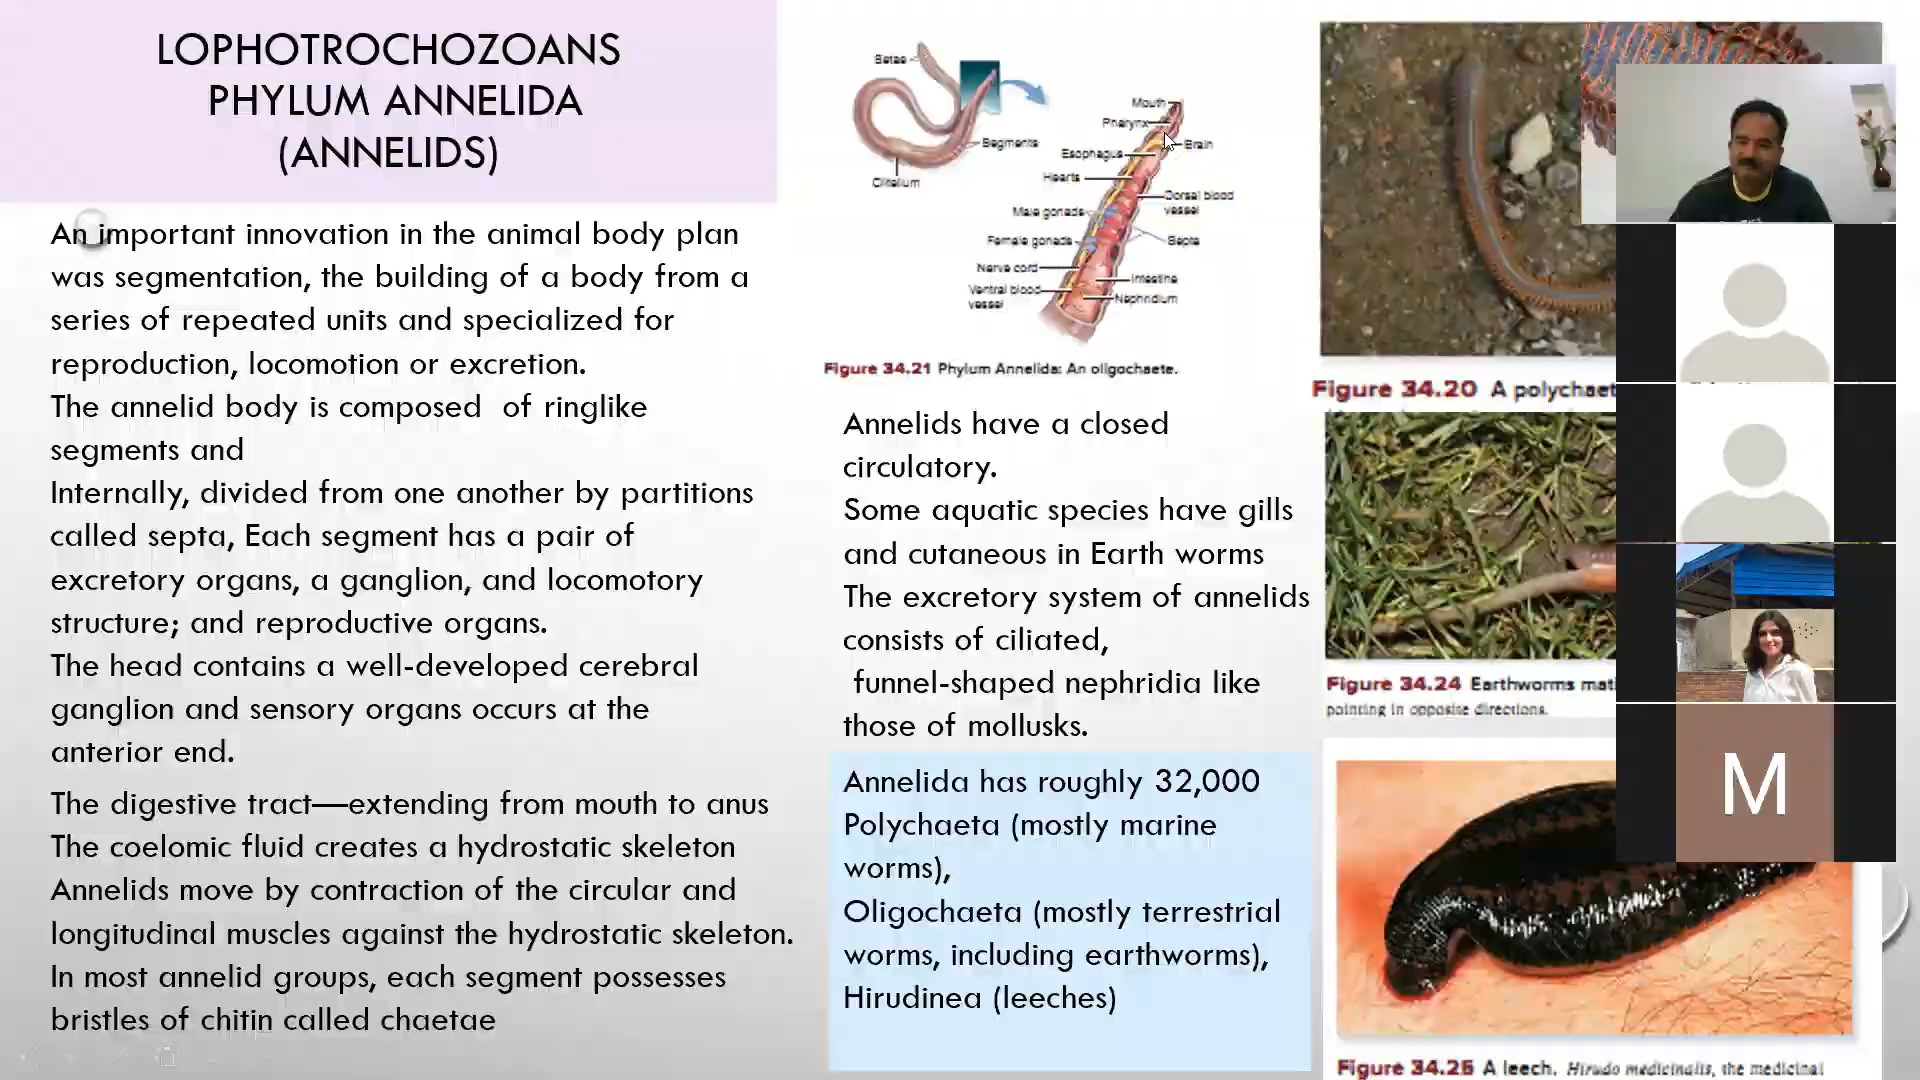 LOPHOTROCHOZOANS
PHYLUM ANNELIDA
(ANNELIDS)
An important innovation in the animal body plan
was segmentation, the building of a body from a
series of repeated units and specialized for
reproduction, locomotion or excretion.
The annelid body is composed  of ringlike
segments and
Internally, divided from one another by partitions
called septa, Each segment has a pair of
excretory organs, a ganglion, and locomotory
structure; and reproductive organs.
The head contains a well-developed cerebral
ganglion and sensory organs occurs at the
anterior end.
The digestive tract—extending from mouth to anus
The coelomic fluid creates a hydrostatic skeleton
Annelids move by contraction of the circular and
longitudinal muscles against the hydrostatic skeleton.
In most annelid groups, each segment possesses
bristles of chitin called chaetae
Setae
Segments
Clitellum
Mouth
Pharynx
Brain
Esophagus
Hearts
Dorsal blood
vessel
Male gonads
Female gonads
Septa
Nerve cord
Intestine
Ventral blood
vessel
Nephridium
Figure 34.21 Phylum Annelida: An oligochaete.
Annelids have a closed
circulatory.
Some aquatic species have gills
and cutaneous in Earth worms
The excretory system of annelids
consists of ciliated,
funnel-shaped nephridia like
those of mollusks.
Annelida has roughly 32,000
Polychaeta (mostly marine
worms),
Oligochaeta (mostly terrestrial
worms, including earthworms),
Hirudinea (leeches)
Figure 34.20 A polychaet
Figure 34.24 Earthworms mati
pointing in opposite directions.
M
Figure 34.25 A leech. Hirudo medicinalis, the medicinal